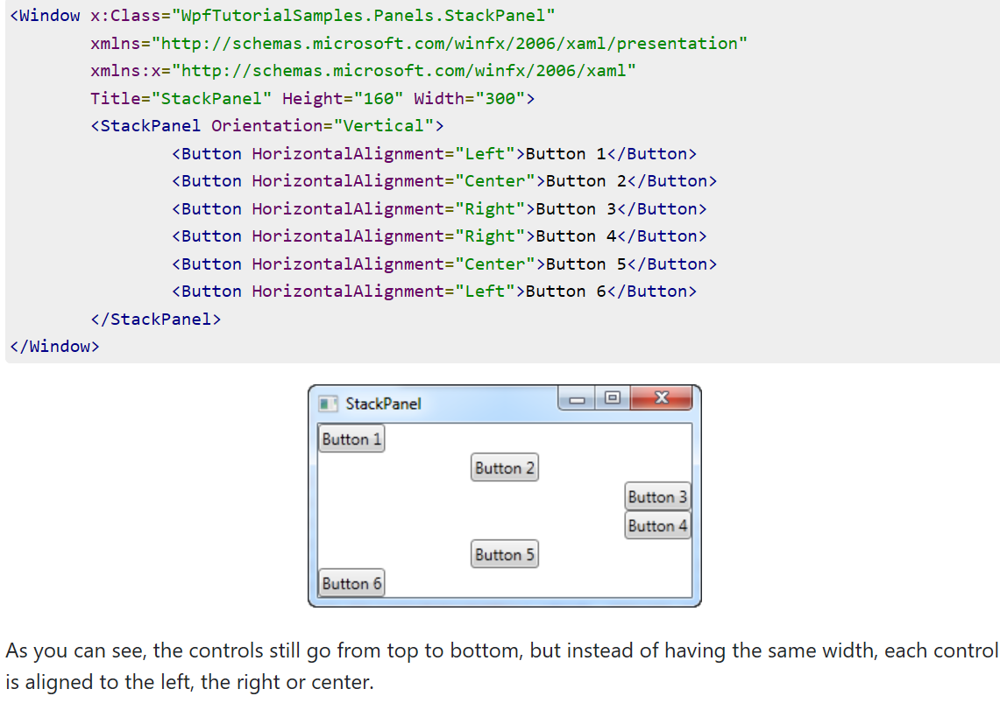 <Window x:Class="WpfTutorialSamples.Panels.StackPanel"
xmlns="http://schemas.microsoft.com/winfx/2006/xaml/presentation"
xmlns:x="http://schemas.microsoft.com/winfx/2006/xaml"
Title="StackPanel" Height="160" Width="300">
<StackPanel Orientation="Vertical">
<Button HorizontalAlignment="Left">Button 1</Button>
<Button HorizontalAlignment="Center">Button 2</Button>
<Button HorizontalAlignment="Right">Button 3</Button>
<Button HorizontalAlignment="Right">Button 4</Button>
<Button HorizontalAlignment="Center">Button 5</Button>
<Button HorizontalAlignment="Left">Button 6</Button>
</StackPanel>
</Window>
StackPanel
Button 1
Button 2
Button 3
Button 4
Button 5
Button 6
As you can see, the controls still go from top to bottom, but instead of having the same width, each control
is aligned to the left, the right or center.